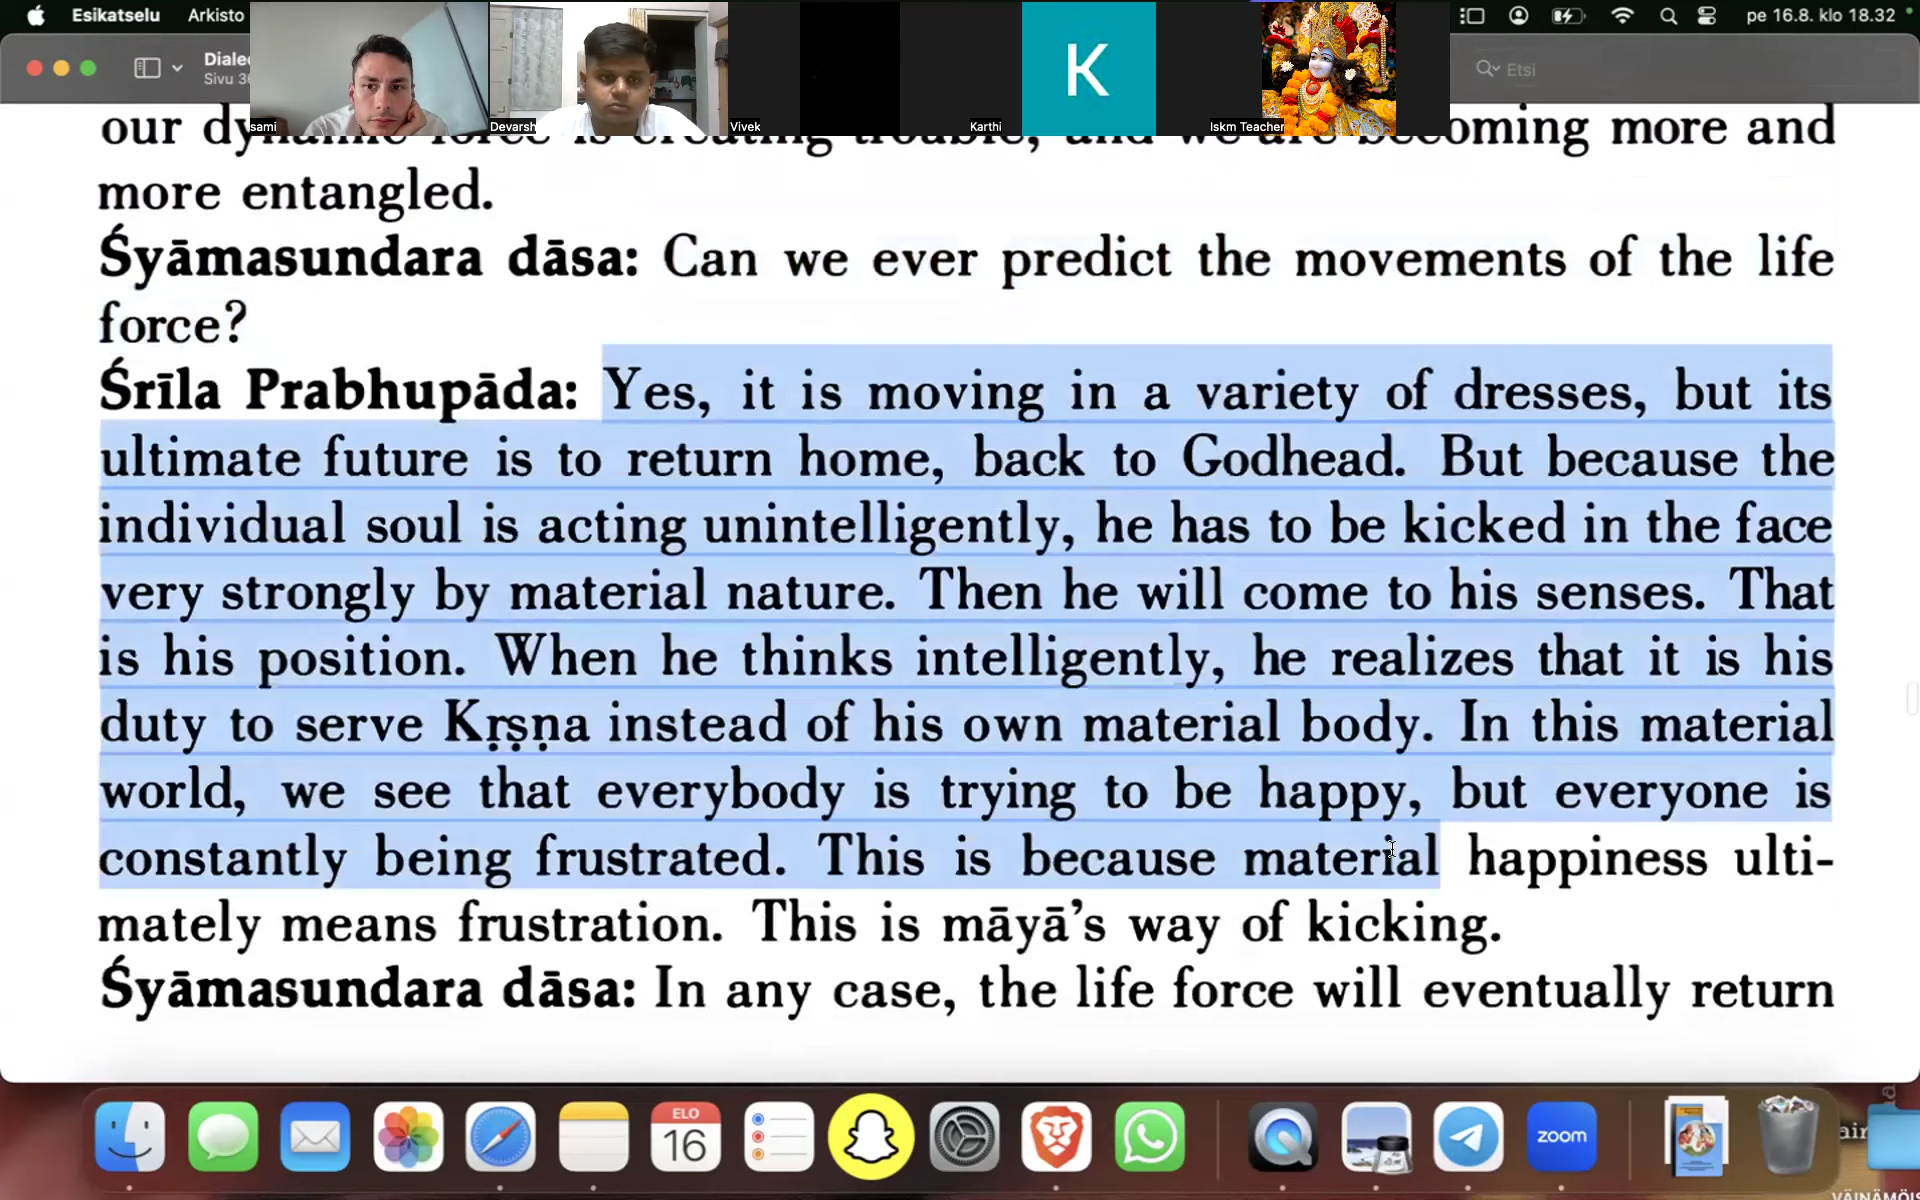 Esikatselu Arkisto
pe 16.8. klo 18.32
Etsi
Sivu
sami
Devarsh
Vivek
Karthi
K
Iskm Teacher
more entangled.
Śyāmasundara dāsa: Can we ever predict the movements of the life
force?
Śrīla Prabhupāda: Yes, it is moving in a variety of dresses, but its
ultimate future is to return home, back to Godhead. But because the
individual soul is acting unintelligently, he has to be kicked in the face
very strongly by material nature. Then he will come to his senses. That
is his position. When he thinks intelligently, he realizes that it is his
duty to serve Kṛṣṇa instead of his own material body. In this material
world, we see that everybody is trying to be happy, but everyone is
constantly being frustrated. This is because material happiness ulti-
mately means frustration. This is māyā’s way of kicking.
Śyāmasundara dāsa: In any case, the life force will eventually return
ELO
16
zoom